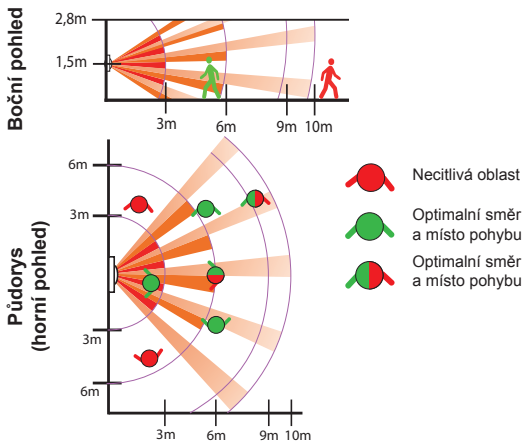 Boční pohled
2,8m
1,5m
3m
6m
9m
10m
Půdorys
(horní pohled)
6m
3m
3m
6m
3m
6m
9m
10m
Necitlivá oblast
Optimalní směr
a místo pohybu
Optimalní směr
a místo pohybu